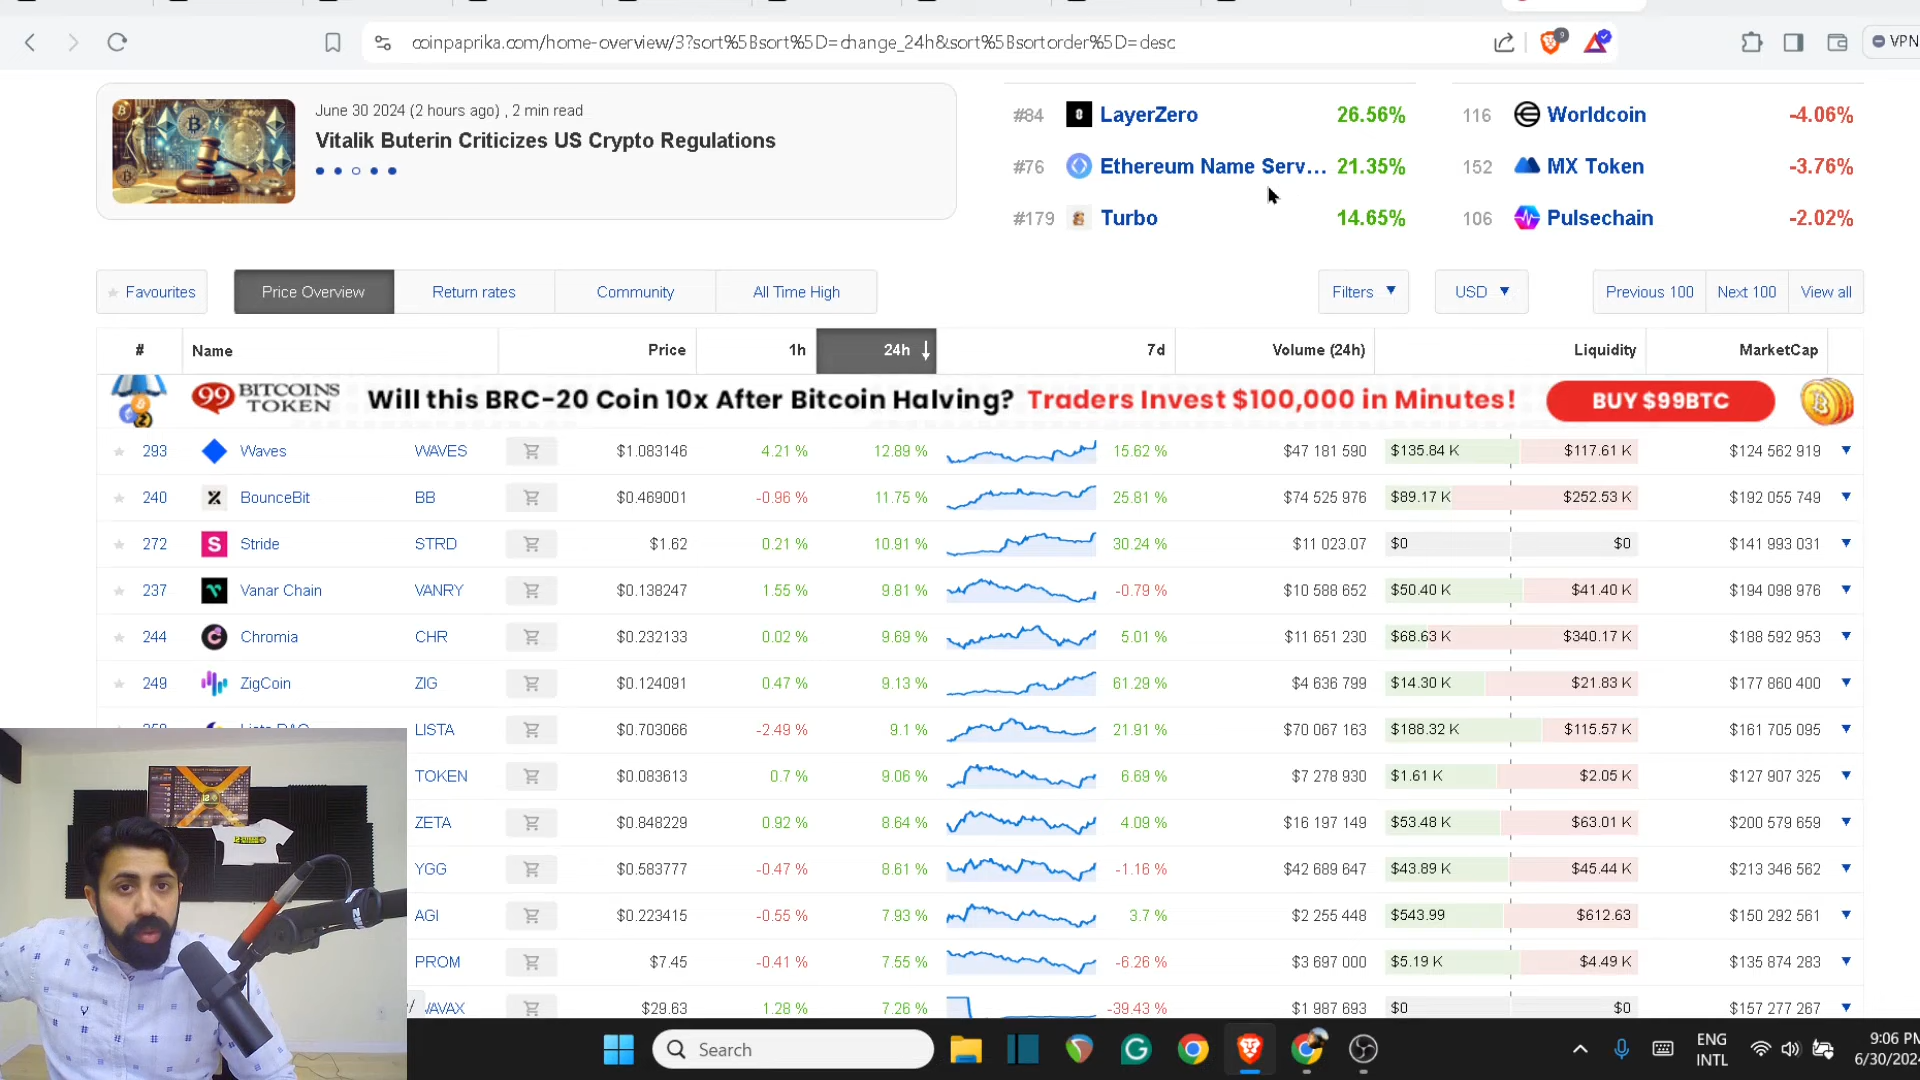 coinpaprika.com/home-overview/3?sort%5Bsort%5D=change_24h&sort%5Bsortorder%5D=desc
9
VPN
June 30 2024 (2 hours ago) , 2 min read
Vitalik Buterin Criticizes US Crypto Regulations
#84 LayerZero 26.56%
#76 Ethereum Name Serv... 21.35%
#179 Turbo 14.65%
116 Worldcoin -4.06%
152 MX Token -3.76%
106 Pulsechain -2.02%
Favourites Price Overview Return rates Community All Time High Filters USD Previous 100 Next 100 View all
# Name Price 1h 24h 7d Volume (24h) Liquidity MarketCap
99 BITCOINS TOKEN Will this BRC-20 Coin 10x After Bitcoin Halving? Traders Invest $100,000 in Minutes! BUY $99BTC
293 Waves WAVES $1.083146 4.21 % 12.89 % 15.62 % $47 181 590 $135.84 K $117.61 K $124 562 919
240 BounceBit BB $0.469001 -0.96 % 11.75 % 25.81 % $74 525 976 $89.17 K $252.53 K $192 055 749
272 Stride STRD $1.62 0.21 % 10.91 % 30.24 % $11 023.07 $0 $0 $141 993 031
237 Vanar Chain VANRY $0.138247 1.55 % 9.81 % -0.79 % $10 588 652 $50.40 K $41.40 K $194 098 976
244 Chromia CHR $0.232133 0.02 % 9.69 % 5.01 % $11 651 230 $68.63 K $340.17 K $188 592 953
249 ZigCoin ZIG $0.124091 0.47 % 9.13 % 61.29 % $4 636 799 $14.30 K $21.83 K $177 860 400
LISTA $0.703066 -2.49 % 9.1 % 21.91 % $70 067 163 $188.32 K $115.57 K $161 705 095
TOKEN $0.083613 0.7 % 9.06 % 6.69 % $7 278 930 $1.61 K $2.05 K $127 907 325
ZETA $0.848229 0.92 % 8.64 % 4.09 % $16 197 149 $53.48 K $63.01 K $200 579 659
YGG $0.583777 -0.47 % 8.61 % -1.16 % $42 689 647 $43.89 K $45.44 K $213 346 562
AGI $0.223415 -0.55 % 7.93 % 3.7 % $2 255 448 $543.99 $612.63 $150 292 561
PROM $7.45 -0.41 % 7.55 % -6.26 % $3 697 000 $5.19 K $4.49 K $135 874 283
WAVAX $29.63 1.28 % 7.26 % -39.43 % $1 987 693 $0 $0 $157 277 267
Search
ENG
INTL
9:06 PM
6/30/202